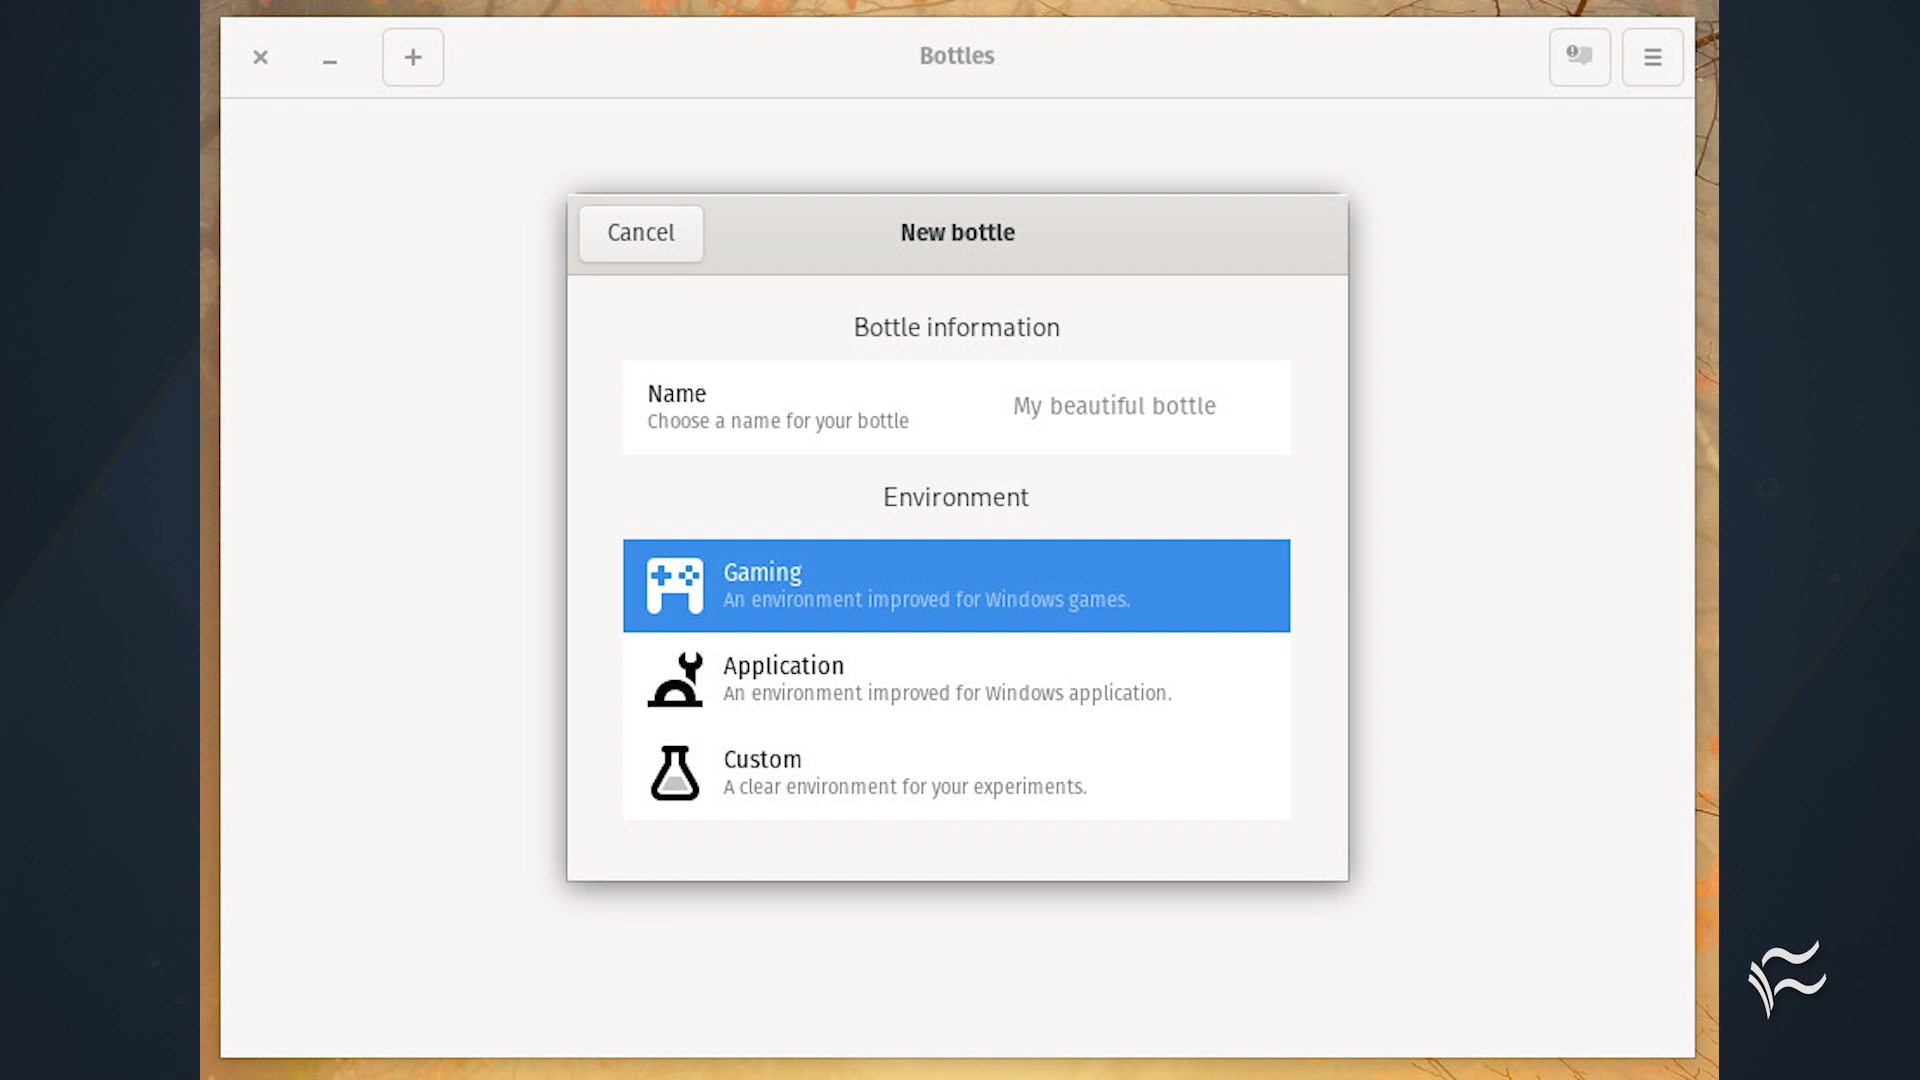 Bottles
Cancel
New bottle
Bottle information
Name
Choose a name for your bottle
My beautiful bottle
Environment
Gaming
An environment improved for Windows games.
Application
An environment improved for Windows application.
Custom
A clear environment for your experiments.